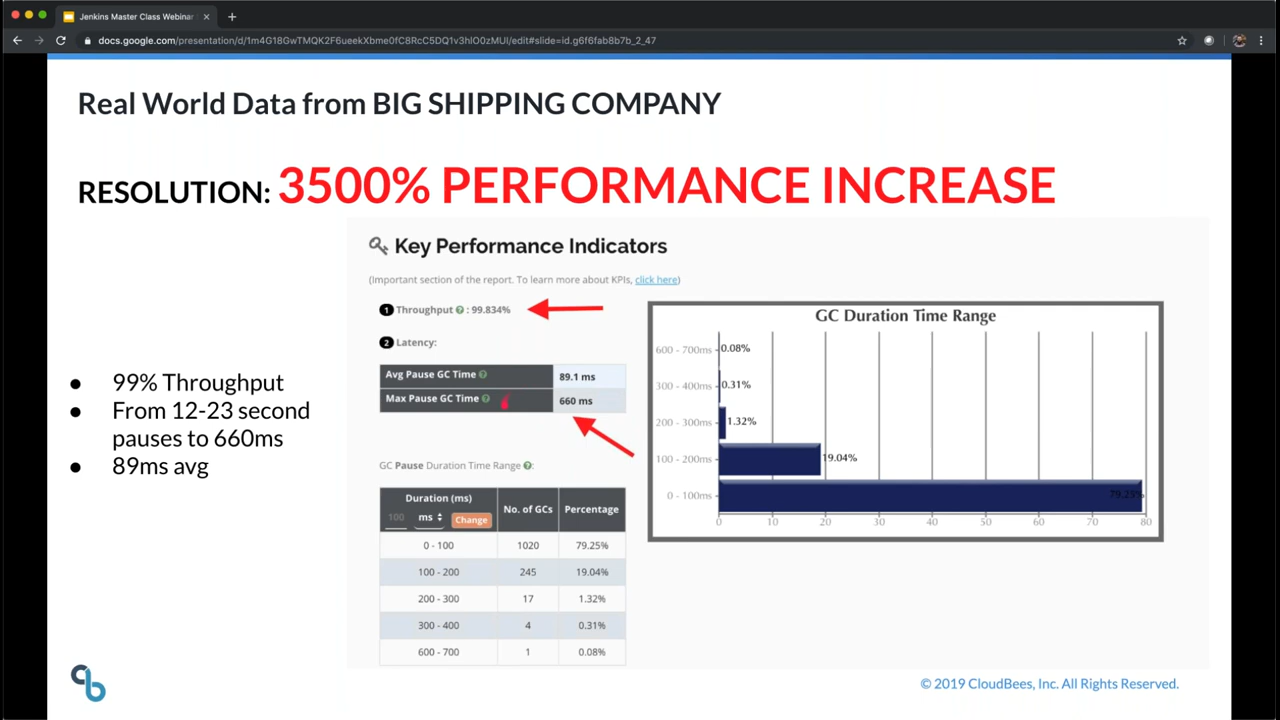 Jenkins Master Class Webinar
docs.google.com/presentation/d/1m4G18GwTMQK2F6ueekXbme0fC8RcC5DQ1v3hlO0zMUI/edit#slide=id.g6f6fab8b7b_2_47
Real World Data from BIG SHIPPING COMPANY
RESOLUTION: 3500% PERFORMANCE INCREASE
99% Throughput
From 12-23 second
pauses to 660ms
89ms avg
Key Performance Indicators
(Important section of the report. To learn more about KPIs, click here)
1 Throughput ? : 99.834%
2 Latency:
Avg Pause GC Time ? 89.1 ms
Max Pause GC Time ? 660 ms
GC Pause Duration Time Range ?:
Duration (ms) No. of GCs Percentage
100 ms Change
0 - 100 1020 79.25%
100 - 200 245 19.04%
200 - 300 17 1.32%
300 - 400 4 0.31%
600 - 700 1 0.08%
GC Duration Time Range
600 - 700ms 0.08%
300 - 400ms 0.31%
200 - 300ms 1.32%
100 - 200ms 19.04%
0 - 100ms 79.25%
0 10 20 30 40 50 60 70 80
© 2019 CloudBees, Inc. All Rights Reserved.